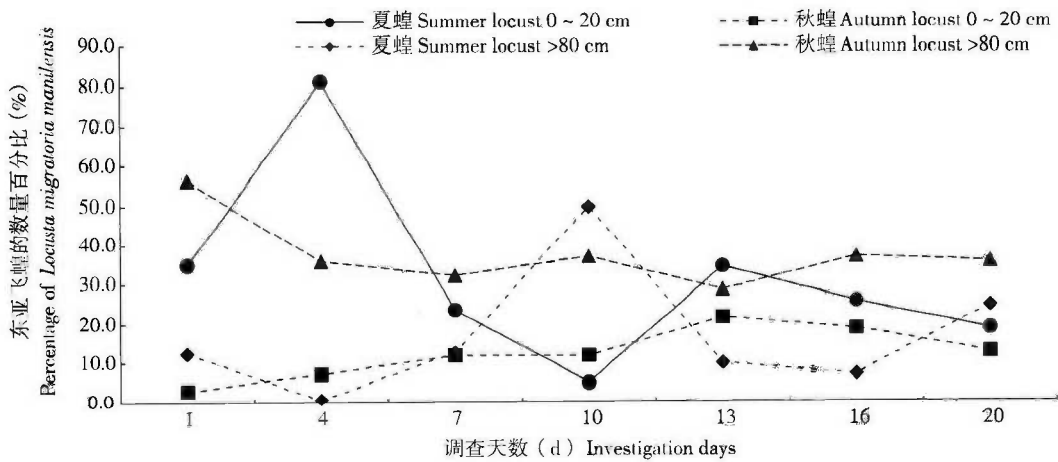 夏蝗 Summer locust 0 ~ 20 cm
秋蝗 Autumn locust 0 ~ 20 cm
夏蝗 Summer locust >80 cm
秋蝗 Autumn locust >80 cm
东亚飞蝗的数量百分比 (%)
Percentage of Locusta migratoria manilensis
90.0
80.0
70.0
60.0
50.0
40.0
30.0
20.0
10.0
0.0
1 4 7 10 13 16 20
调查天数 ( d ) Investigation days